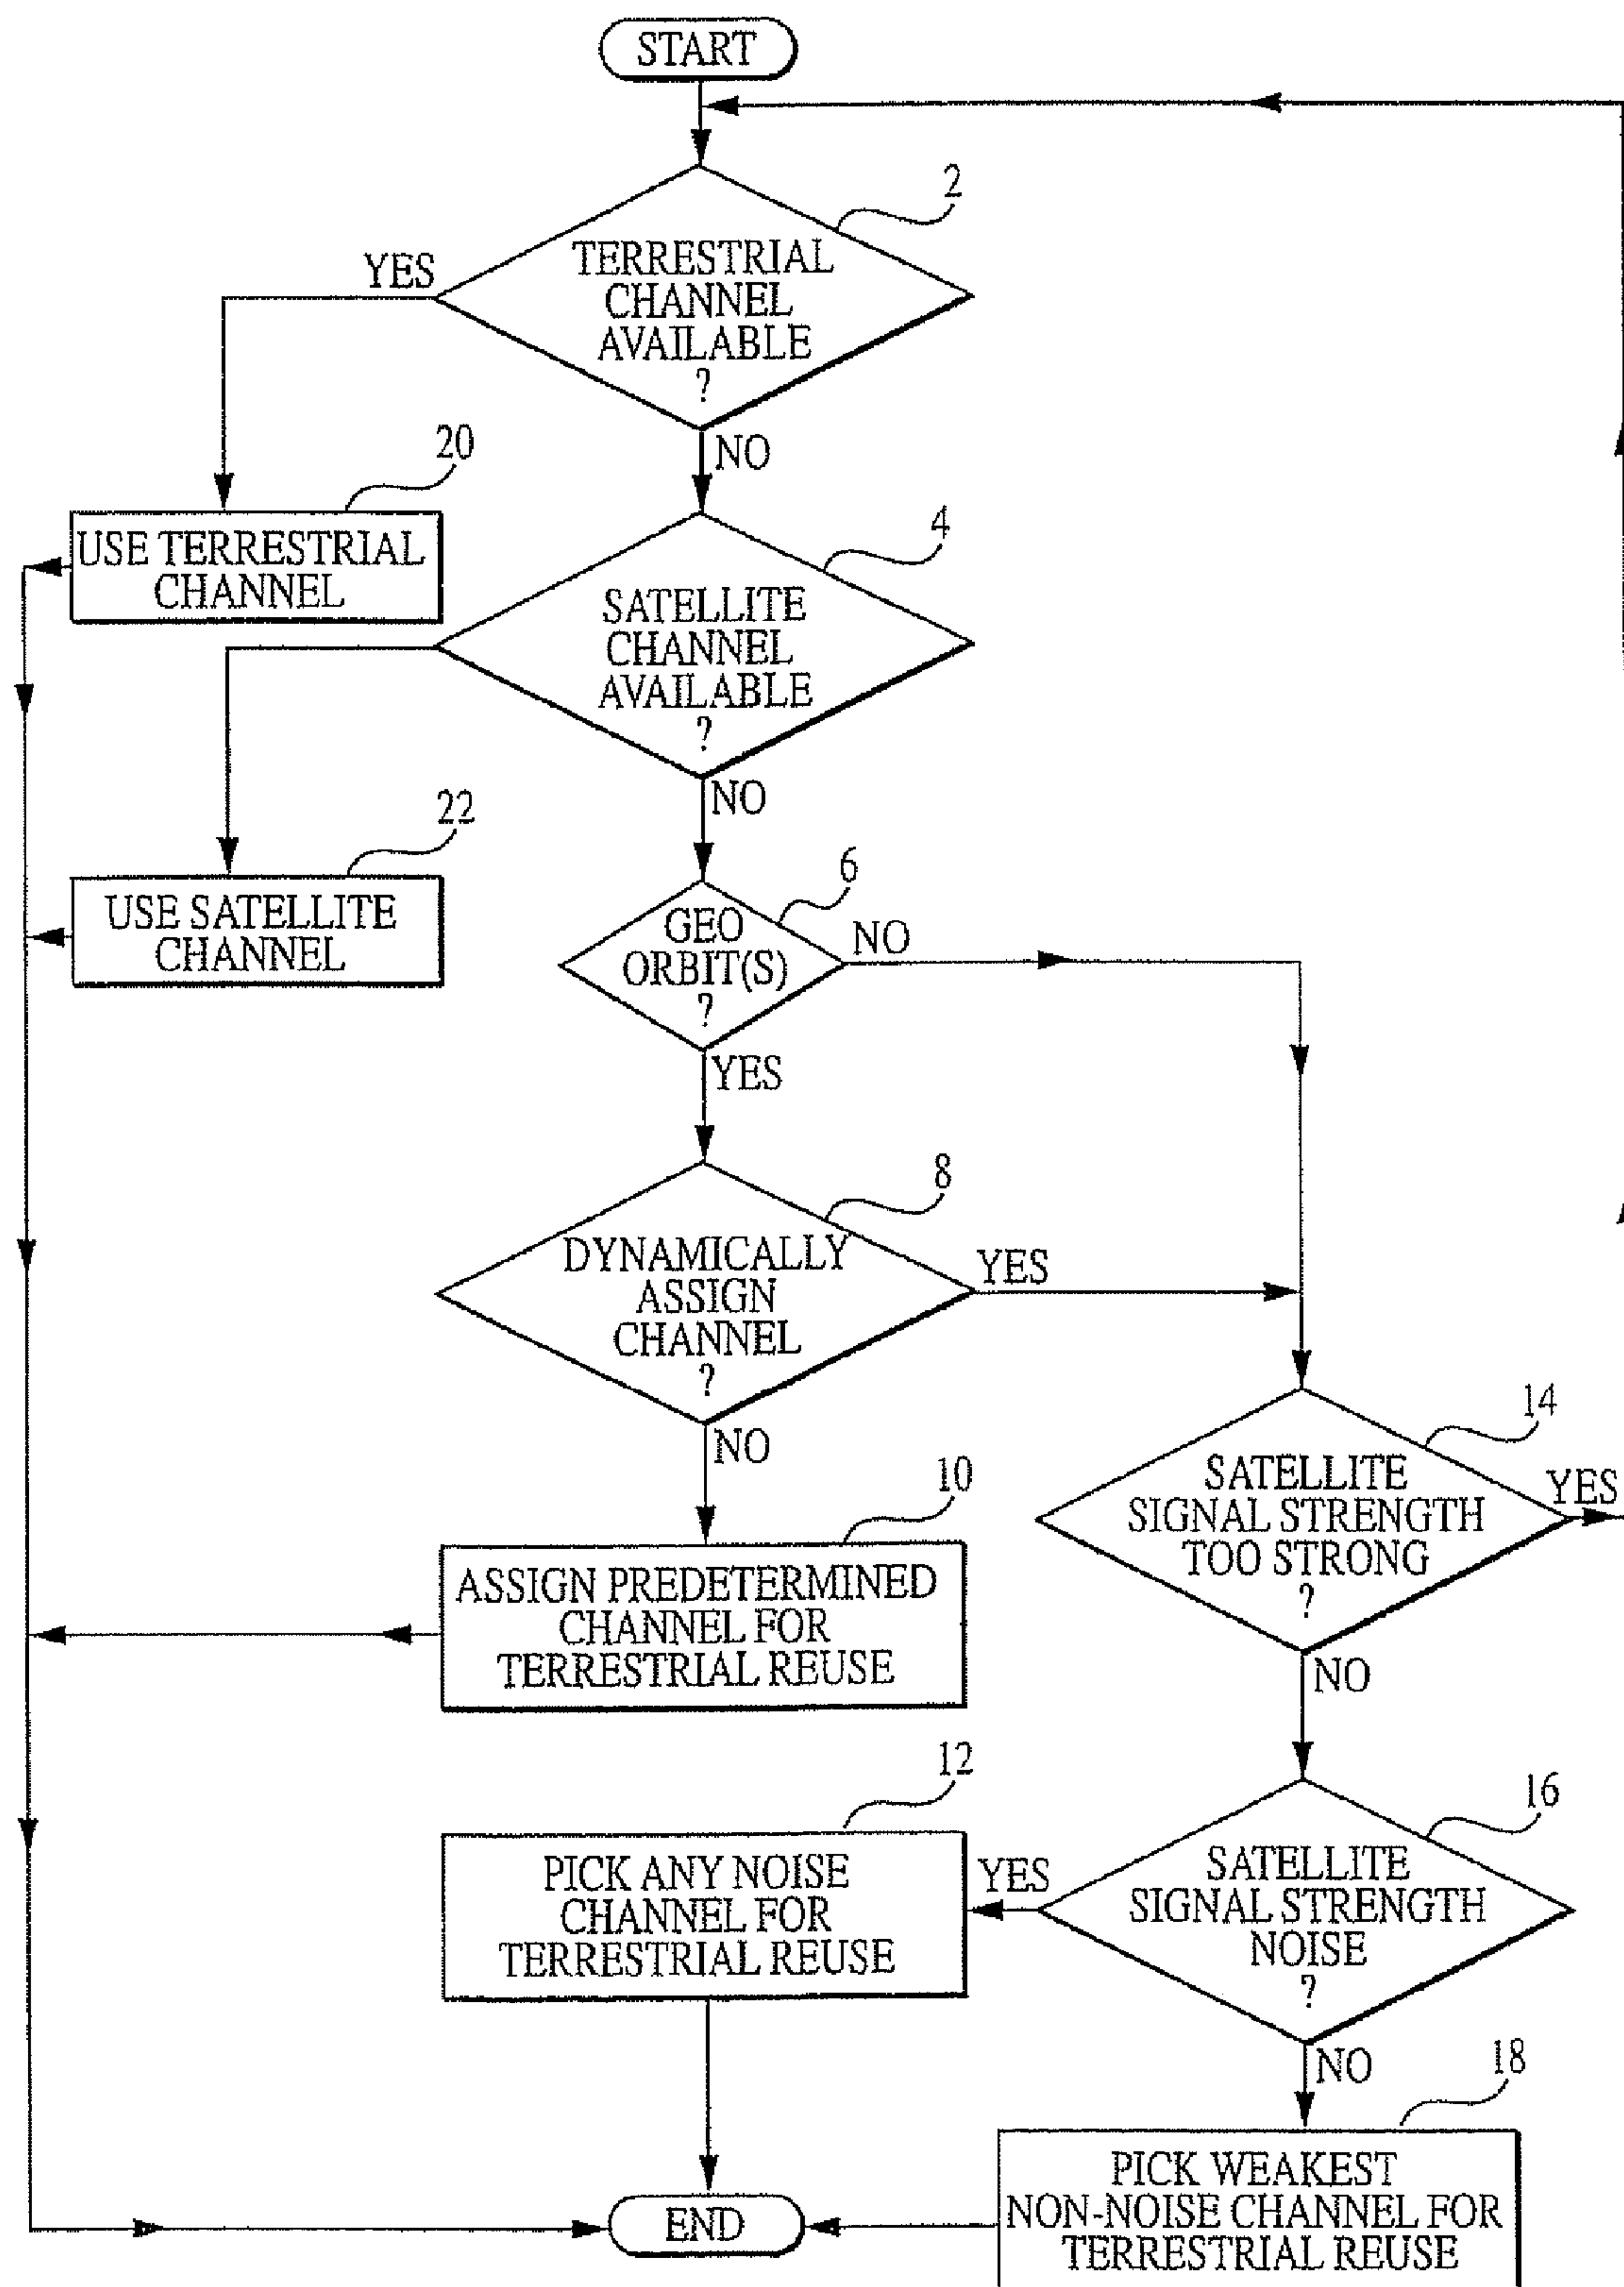 START
2
TERRESTRIAL
CHANNEL
AVAILABLE
?
YES
NO
20
USE TERRESTRIAL
CHANNEL
4
SATELLITE
CHANNEL
AVAILABLE
?
NO
22
USE SATELLITE
CHANNEL
6
GEO
ORBIT(S)
?
NO
YES
8
DYNAMICALLY
ASSIGN
CHANNEL
?
YES
NO
10
ASSIGN PREDETERMINED
CHANNEL FOR
TERRESTRIAL REUSE
14
SATELLITE
SIGNAL STRENGTH
TOO STRONG
?
YES
NO
12
PICK ANY NOISE
CHANNEL FOR
TERRESTRIAL REUSE
16
SATELLITE
SIGNAL STRENGTH
NOISE
?
YES
NO
18
PICK WEAKEST
NON-NOISE CHANNEL FOR
TERRESTRIAL REUSE
END